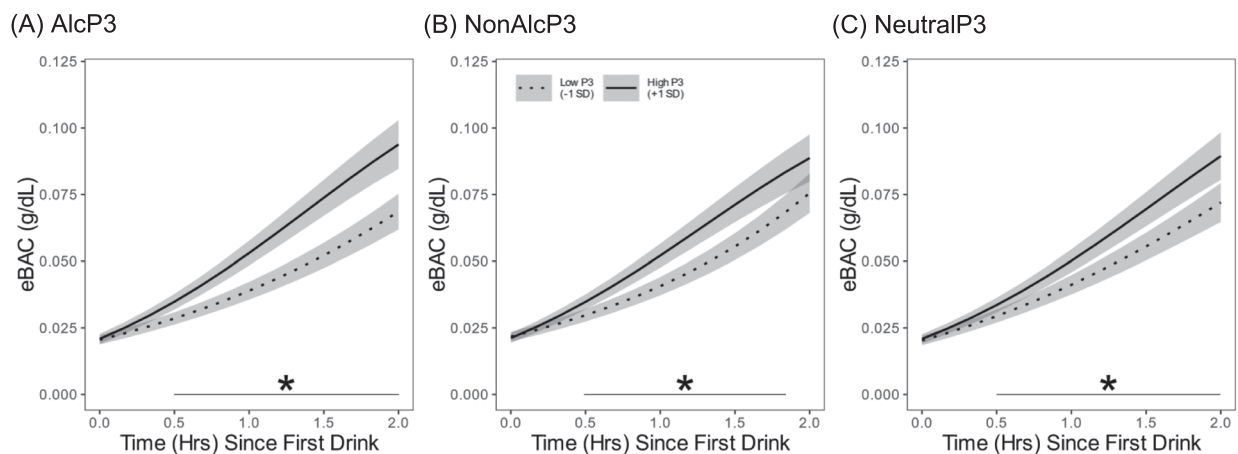 (A) AlcP3
(B) NonAlcP3
(C) NeutralP3
eBAC (g/dL)
0.125
0.100
0.075
0.050
0.025
0.000
*
0.0 0.5 1.0 1.5 2.0
Time (Hrs) Since First Drink
eBAC (g/dL)
0.125
0.100
0.075
0.050
0.025
0.000
Low P3
(-1 SD)
High P3
(+1 SD)
*
0.0 0.5 1.0 1.5 2.0
Time (Hrs) Since First Drink
eBAC (g/dL)
0.125
0.100
0.075
0.050
0.025
0.000
*
0.0 0.5 1.0 1.5 2.0
Time (Hrs) Since First Drink